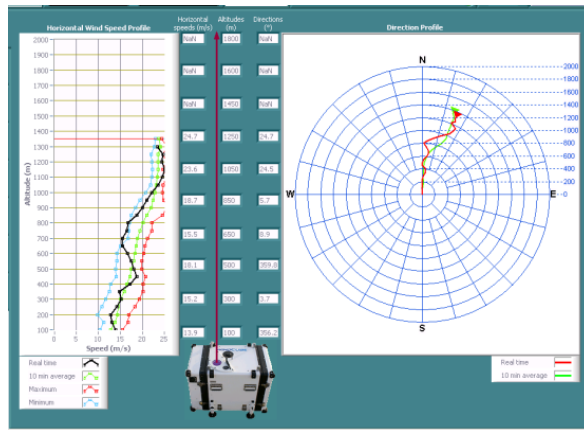 Horizontal Wind Speed Profile
Horizontal speeds (m/s)
Altitudes (m)
Directions (°)
Direction Profile
2000
1900
1800
1700
1600
1500
1400
1300
1200
1100
1000
900
800
700
600
500
400
300
200
100
Altitude (m)
0
5
10
15
20
25
Speed (m/s)
NaN 1800 NaN
NaN 1600 NaN
NaN 1450 NaN
24.7 1250 24.7
23.6 1050 24.5
18.7 850 5.7
15.5 650 8.9
18.1 500 359.8
15.2 300 3.7
13.9 100 356.2
N
W
E
S
2000
1800
1600
1400
1200
1000
800
600
400
200
0
Real time
10 min average
Maximum
Minimum
Real time
10 min average